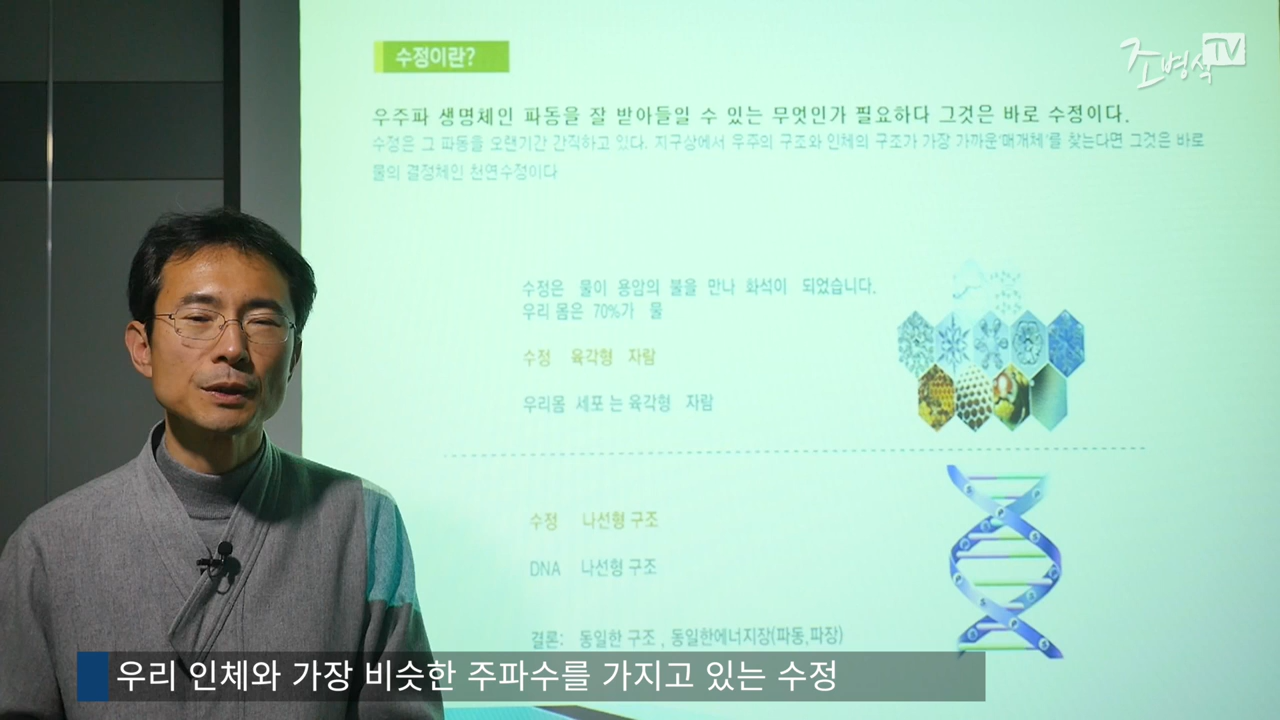 조병식TV
수정이란?
우주파 생명체인 파동을 잘 받아들일 수 있는 무엇인가 필요하다 그것은 바로 수정이다.
수정은 그 파동을 오랜기간 간직하고 있다. 지구상에서 우주의 구조와 인체의 구조가 가장 가까운'매개체'를 찾는다면 그것은 바로
물의 결정체인 천연수정이다
수정은 물이 용암의 불을 만나 화석이 되었습니다.
우리 몸은 70%가 물
수정 육각형 자람
우리몸 세포 는 육각형 자람
수정 나선형 구조
DNA 나선형 구조
결론: 동일한 구조 , 동일한에너지장(파동,파장)
우리 인체와 가장 비슷한 주파수를 가지고 있는 수정